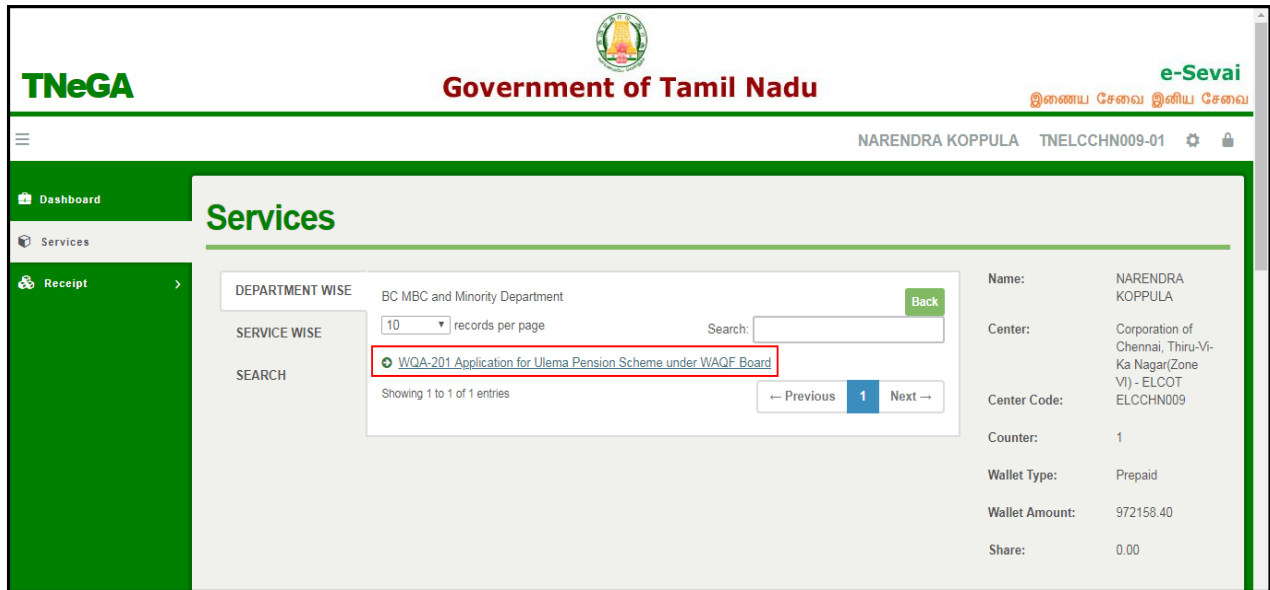 TNeGA
Government of Tamil Nadu
e-Sevai
இணைய சேவை இனிய சேவை
NARENDRA KOPPULA TNELCCHN009-01
Dashboard
Services
Receipt
Services
DEPARTMENT WISE
SERVICE WISE
SEARCH
BC MBC and Minority Department
Back
10 records per page
Search:
WQA-201 Application for Ulema Pension Scheme under WAQF Board
Showing 1 to 1 of 1 entries
← Previous 1 Next →
Name: NARENDRA
KOPPULA
Center: Corporation of
Chennai, Thiru-Vi-
Ka Nagar(Zone
VI) - ELCOT
Center Code: ELCCHN009
Counter: 1
Wallet Type: Prepaid
Wallet Amount: 972158.40
Share: 0.00